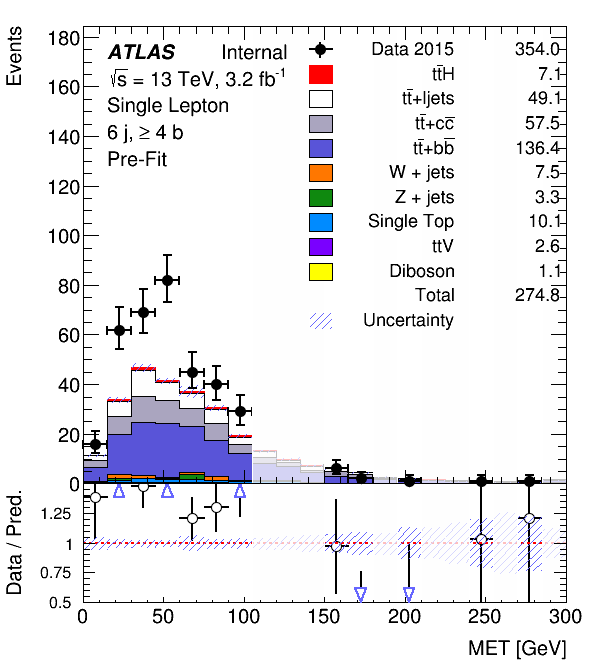 Events
180
160
140
120
100
80
60
40
20
0
ATLAS Internal
√s = 13 TeV, 3.2 fb⁻¹
Single Lepton
6 j, ≥ 4 b
Pre-Fit
Data 2015 354.0
tt̄H 7.1
tt̄+ljets 49.1
tt̄+cc̄ 57.5
tt̄+bb̄ 136.4
W + jets 7.5
Z + jets 3.3
Single Top 10.1
ttV 2.6
Diboson 1.1
Total 274.8
Uncertainty
Data / Pred.
1.25
1
0.75
0.5
0 50 100 150 200 250 300
MET [GeV]